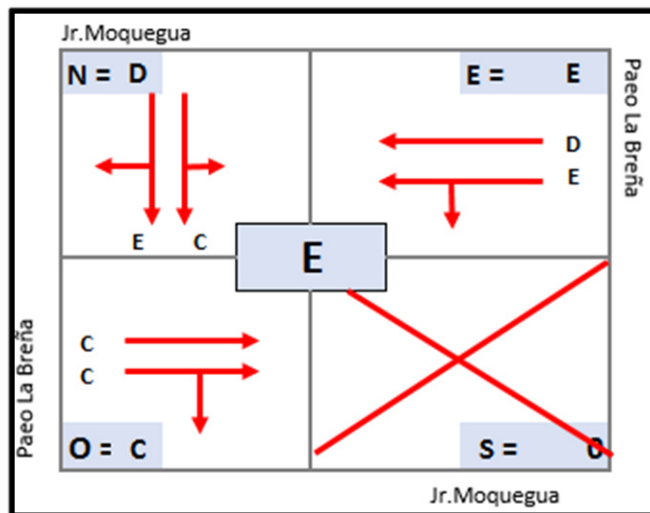 Jr.Moquegua
N = D
E = E
Paeo La Breña
D
E
E C
E
C
C
Paeo La Breña
O = C
S = 0
Jr.Moquegua